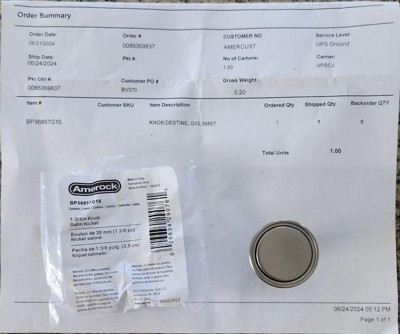 Order Summary
Order Date: Order # CUSTOMER NO Service Level:
06/21/2024 0086369837 AMERCUST UPS Ground
Ship Date: Pkt # No of Cartons: Carrier:
06/24/2024 1.00 UPSCJ
Pkt Ctrl #: Customer PO # Gross Weight:
0086369837 BV370 0.20
Item # Customer SKU Item Description Ordered Qty Shipped Qty Backorder QTY
BP36857G10 KNOB,DESTINE, G10,36857 1 1 0
Total Units 1.00
Amerock
BP36857G10
1-3/8in Knob
Satin Nickel
Bouton de 35 mm (1 3/8 po)
Nickel satiné
Perilla de 1 3/8 pulg. (3.5 cm)
Níquel satinado
06/24/2024 05:12 PM
Page 1 of 1